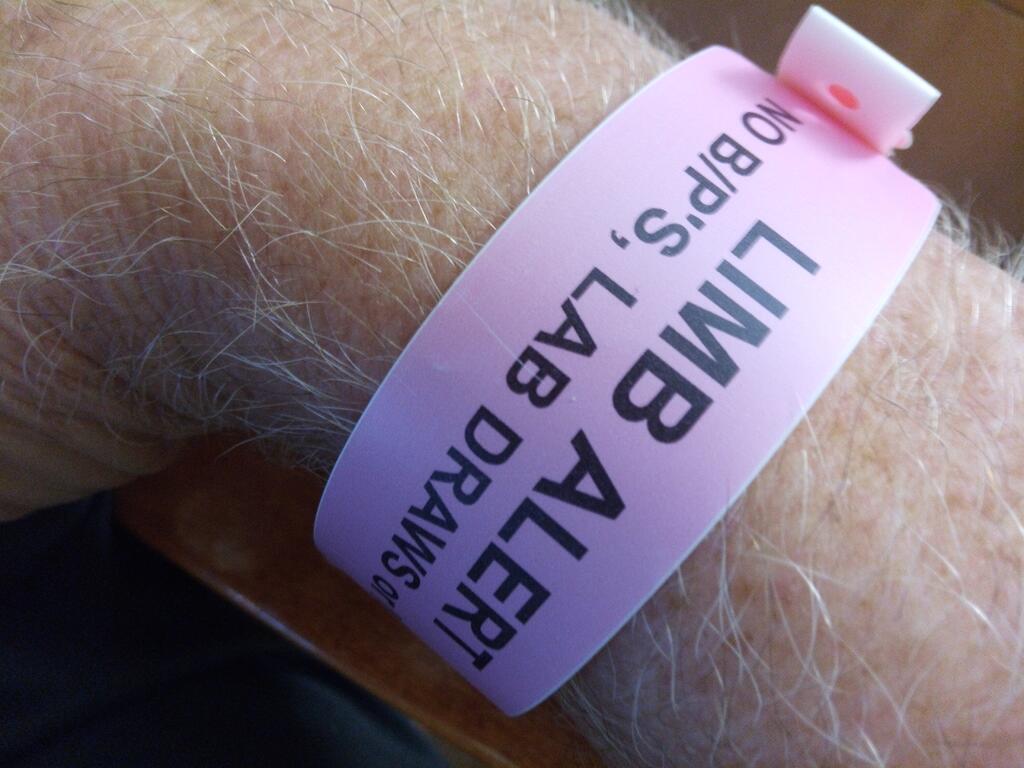 LIMB ALERT
NO B/P'S, LAB DRAWS